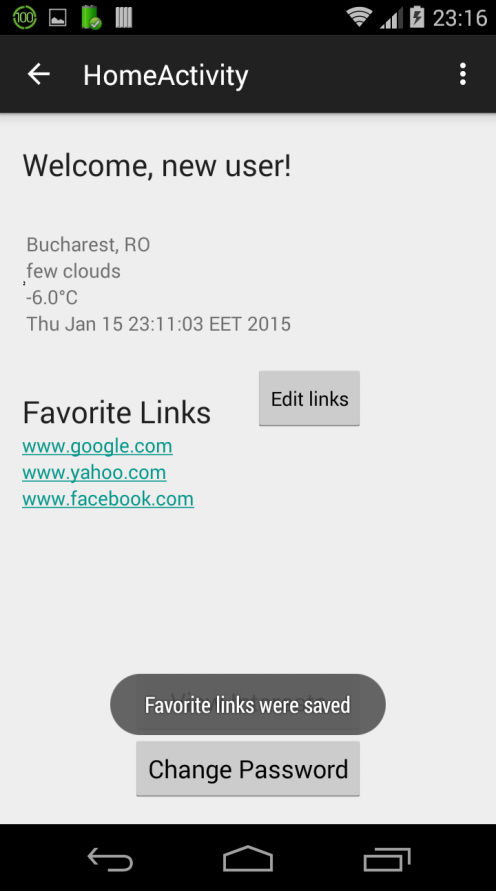 100
23:16
HomeActivity
Welcome, new user!
Bucharest, RO
few clouds
-6.0°C
Thu Jan 15 23:11:03 EET 2015
Edit links
Favorite Links
www.google.com
www.yahoo.com
www.facebook.com
Favorite links were saved
Change Password